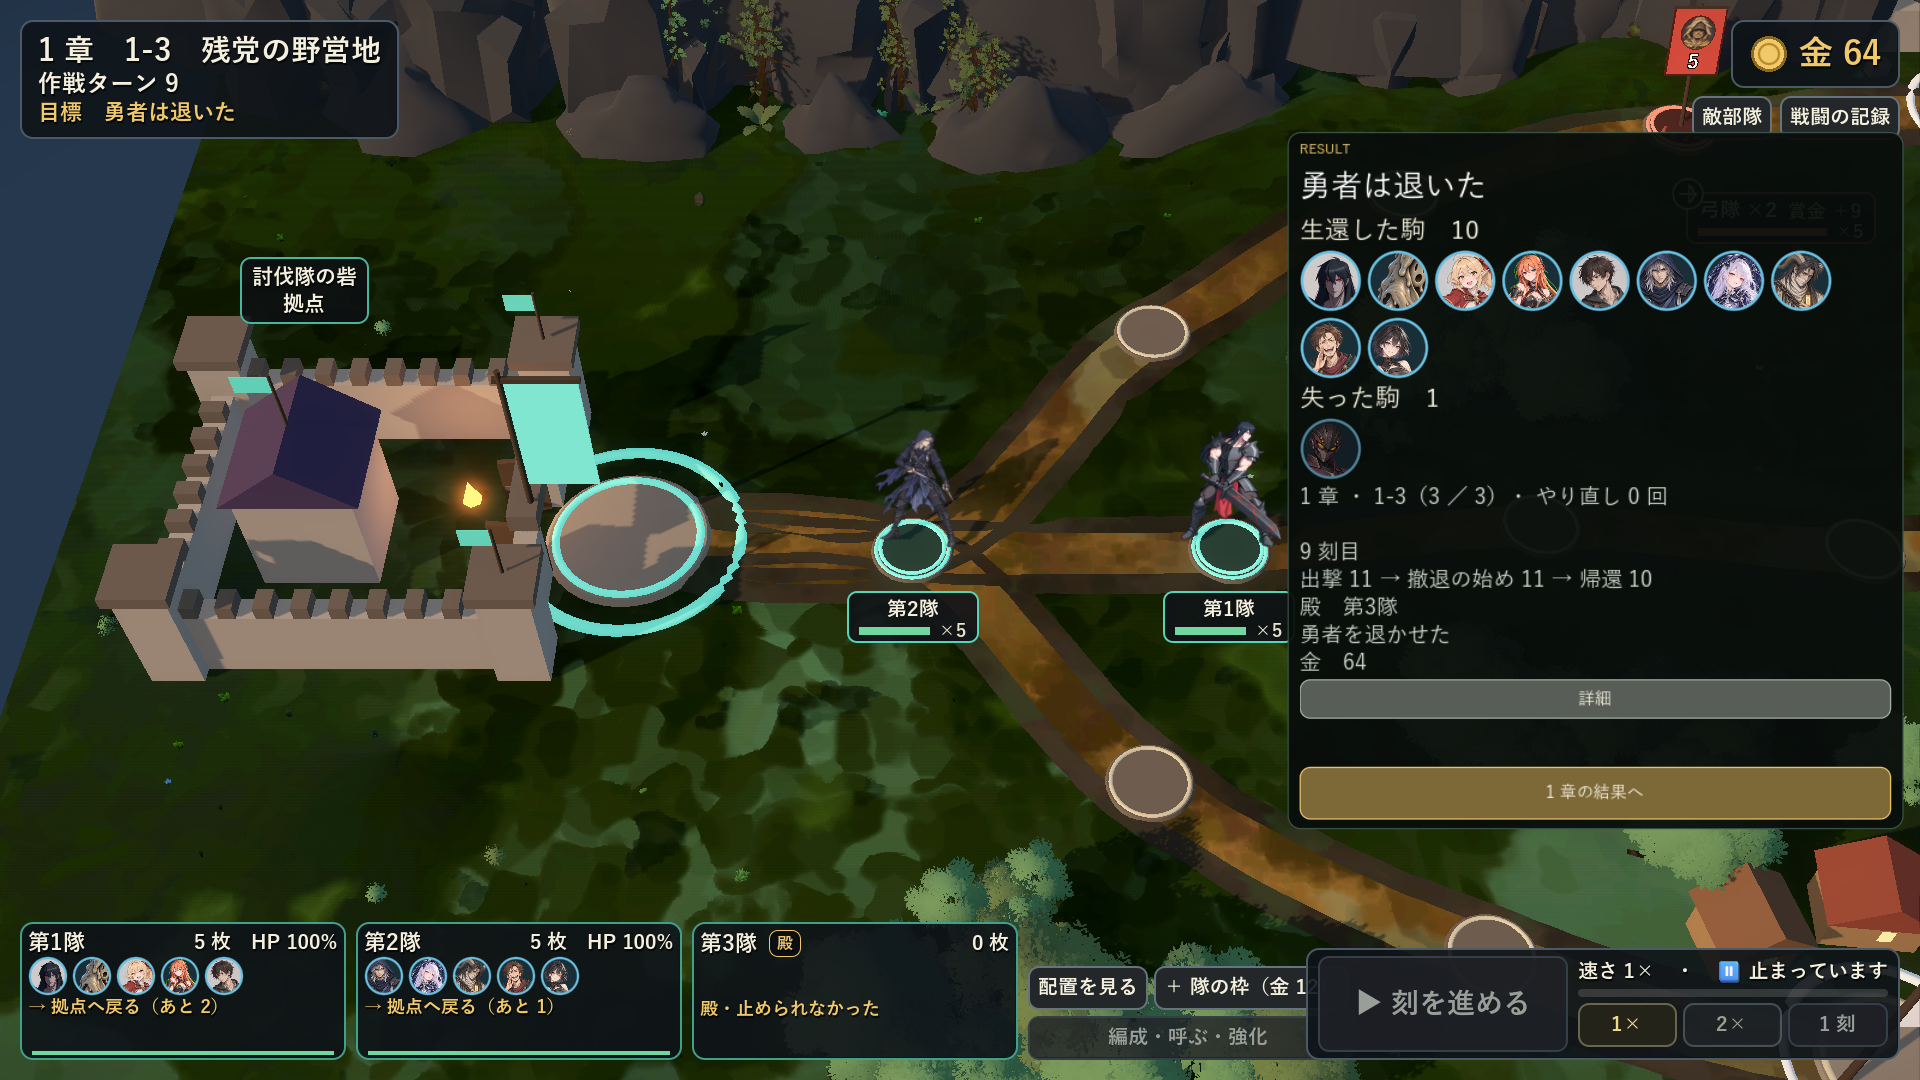 1 章　1-3　残党の野営地
作戦ターン 9
目標　勇者は退いた
5
金 64
敵部隊
戦闘の記録
RESULT
勇者は退いた
弓隊 ×2 賞金 +9
×5
生還した駒　10
失った駒　1
1 章 ・ 1-3（3 ／ 3）・ やり直し 0 回
9 刻目
出撃 11 → 撤退の始め 11 → 帰還 10
殿　第3隊
勇者を退かせた
金　64
詳細
1 章の結果へ
討伐隊の砦
拠点
第2隊
×5
第1隊
×5
第1隊　5 枚　HP 100%
→ 拠点へ戻る（あと 2）
第2隊　5 枚　HP 100%
→ 拠点へ戻る（あと 1）
第3隊　殿　0 枚
殿・止められなかった
配置を見る
＋ 隊の枠（金 12
編成・呼ぶ・強化
▶ 刻を進める
速さ 1×　・　⏸ 止まっています
1×
2×
1 刻